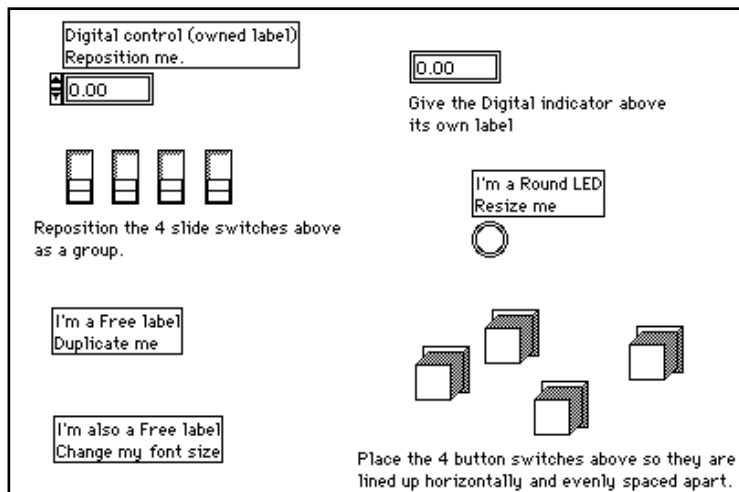 Digital control (owned label)
Reposition me.
0.00
0.00
Give the Digital indicator above
its own label
Reposition the 4 slide switches above
as a group.
I'm a Round LED
Resize me
I'm a Free label
Duplicate me
I'm also a Free label
Change my font size
Place the 4 button switches above so they are
lined up horizontally and evenly spaced apart.